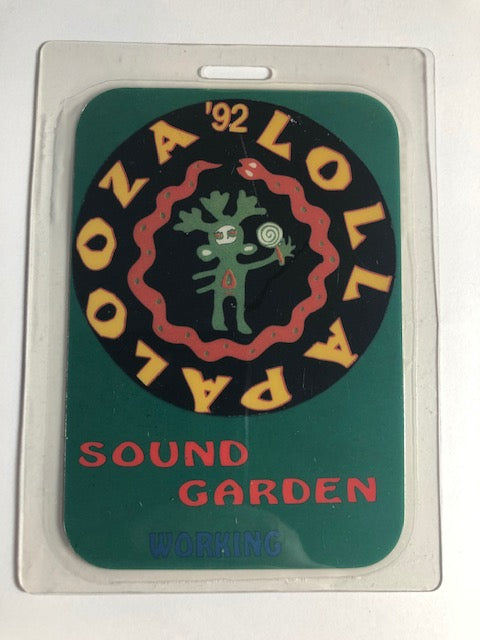 '92
LOLLAPALOOZA
SOUND
GARDEN
WORKING